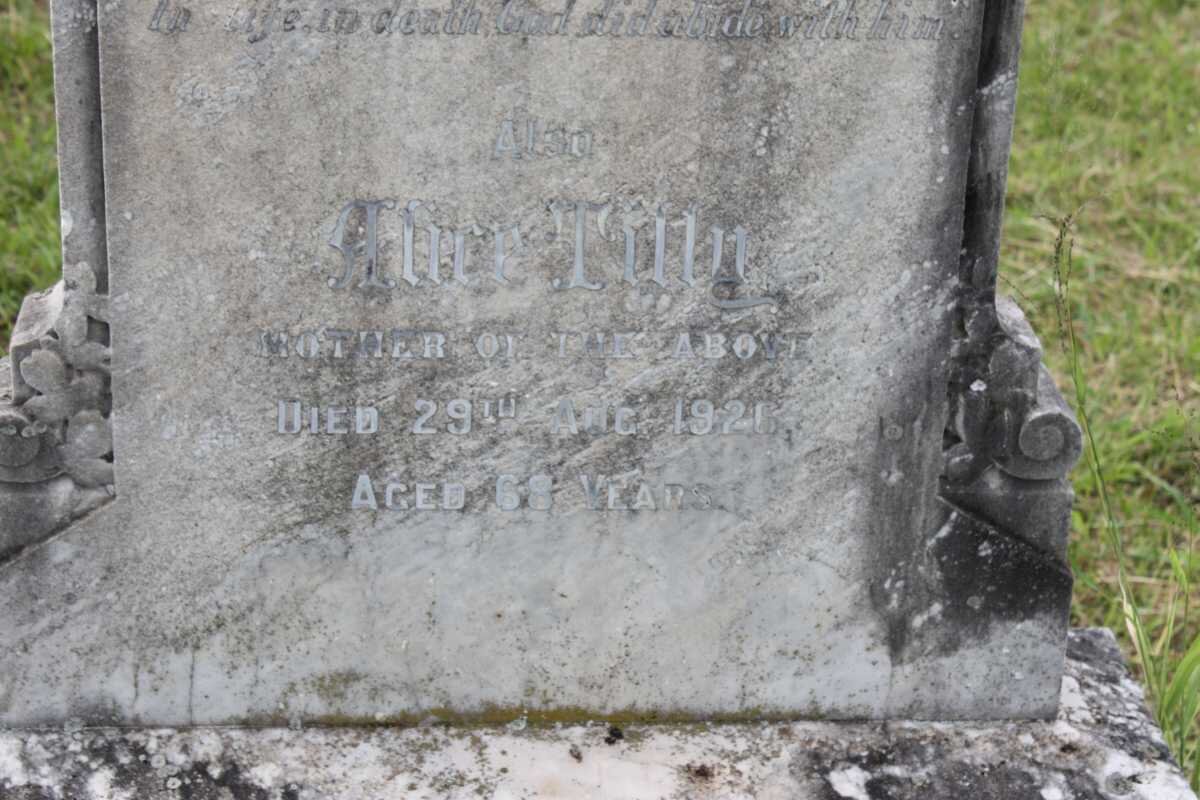 In life, in death God did abide with him.
Also
Alice Tilly
MOTHER OF THE ABOVE
DIED 29TH AUG. 1926.
AGED 68 YEARS.